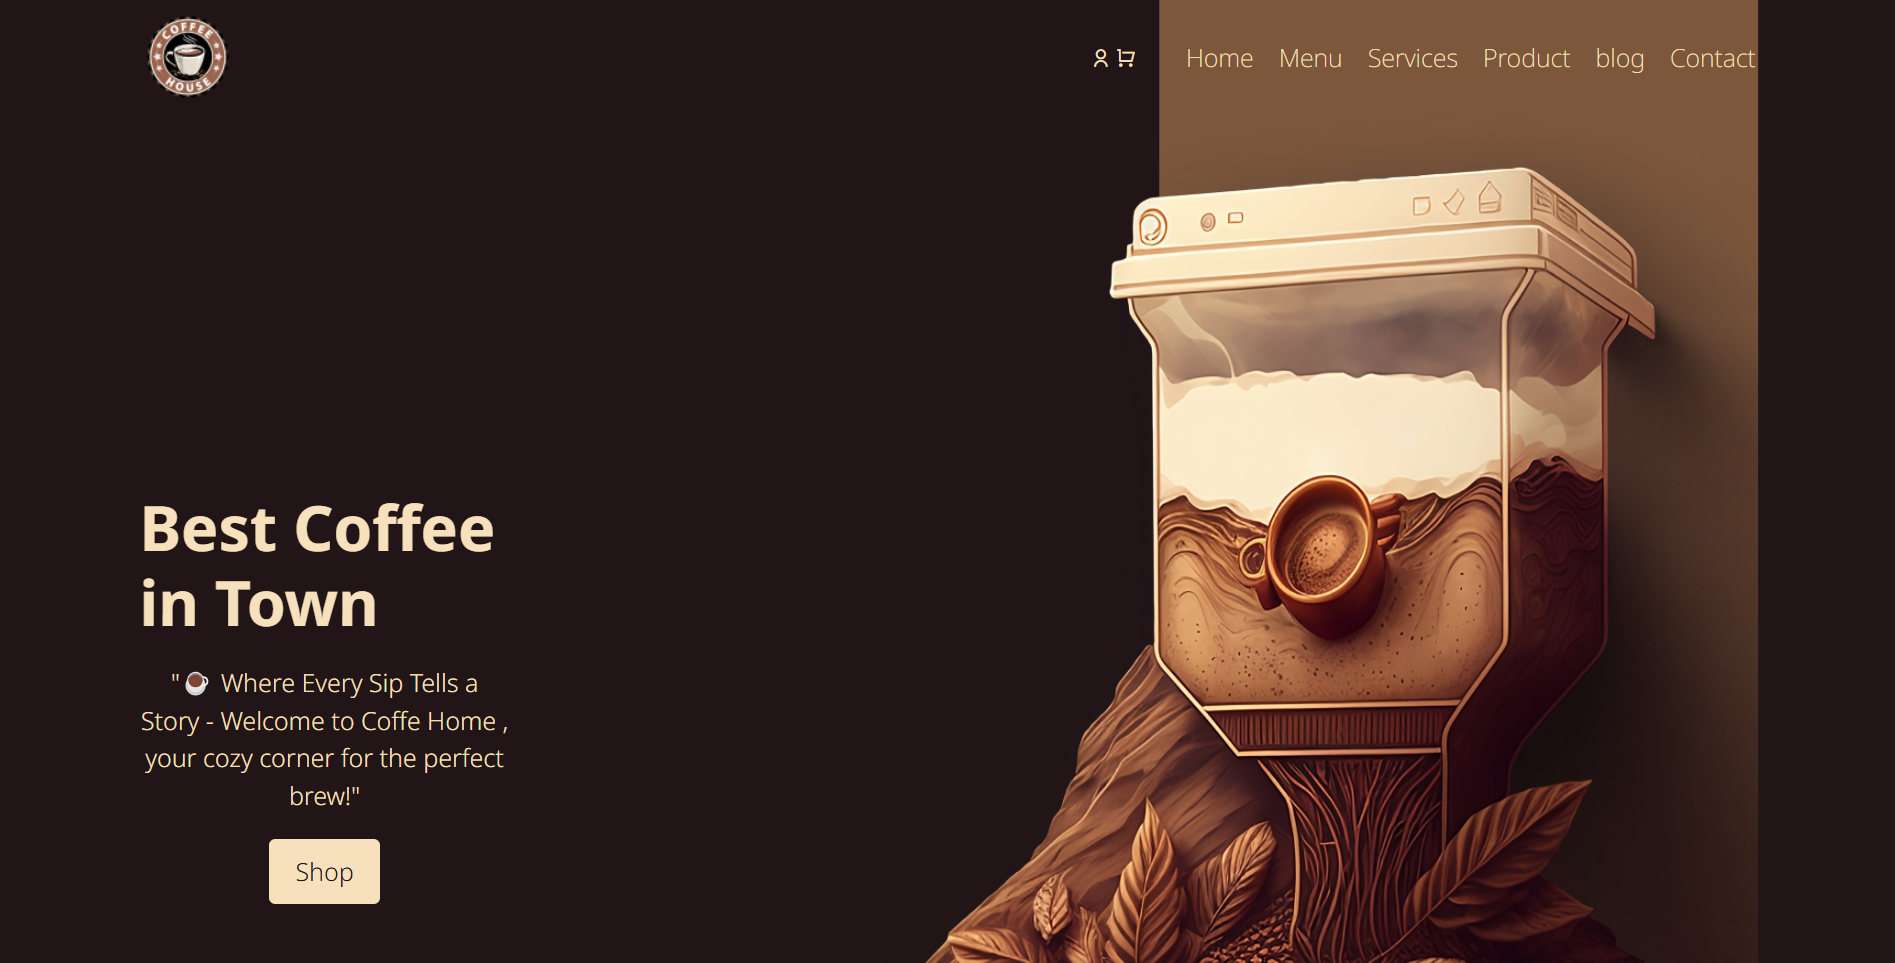 COFFEE
HOUSE
Home Menu Services Product blog Contact
Best Coffee
in Town
"☕ Where Every Sip Tells a
Story - Welcome to Coffe Home ,
your cozy corner for the perfect
brew!"
Shop